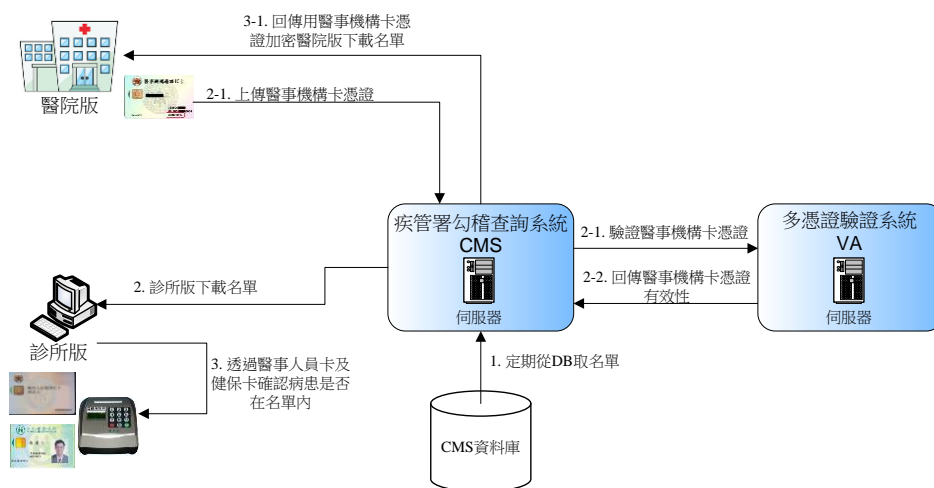 3-1. 回傳用醫事機構卡憑
證加密醫院版下載名單
2-1. 上傳醫事機構卡憑證
醫院版
疾管署勾稽查詢系統
CMS
伺服器
2-1. 驗證醫事機構卡憑證
2-2. 回傳醫事機構卡憑證
有效性
多憑證驗證系統
VA
伺服器
2. 診所版下載名單
診所版
3. 透過醫事人員卡及
健保卡確認病患是否
在名單內
1. 定期從DB取名單
CMS資料庫